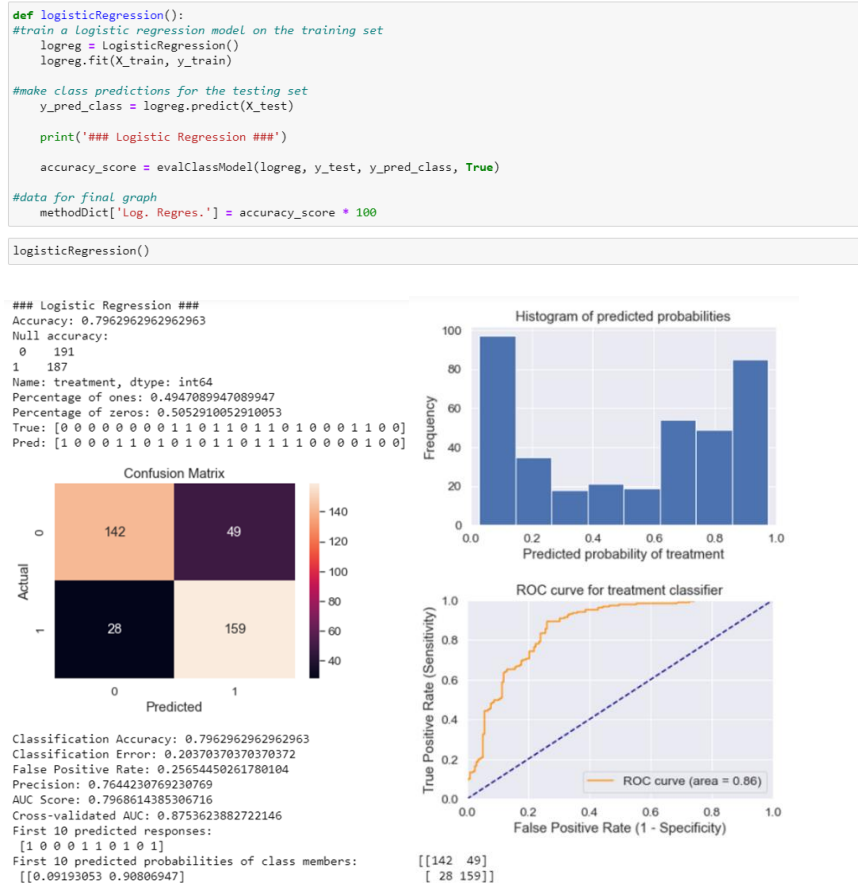 def logisticRegression():
#train a logistic regression model on the training set
    logreg = LogisticRegression()
    logreg.fit(X_train, y_train)
#make class predictions for the testing set
    y_pred_class = logreg.predict(X_test)
    print('### Logistic Regression ###')
    accuracy_score = evalClassModel(logreg, y_test, y_pred_class, True)
#data for final graph
    methodDict['Log. Regres.'] = accuracy_score * 100
logisticRegression()
### Logistic Regression ###
Accuracy: 0.7962962962962963
Null accuracy:
 0    191
1    187
Name: treatment, dtype: int64
Percentage of ones: 0.4947089947089947
Percentage of zeros: 0.5052910052910053
True: [0 0 0 0 0 0 0 0 1 1 0 1 1 0 1 1 0 1 0 0 0 1 1 0 0]
Pred: [1 0 0 0 1 1 0 1 0 1 0 1 1 0 1 1 1 1 0 0 0 0 1 0 0]
Confusion Matrix
Actual
0
1
142
49
28
159
0
1
Predicted
140
120
100
80
60
40
Classification Accuracy: 0.7962962962962963
Classification Error: 0.20370370370370372
False Positive Rate: 0.25654450261780104
Precision: 0.7644230769230769
AUC Score: 0.7968614385306716
Cross-validated AUC: 0.8753623882722146
First 10 predicted responses:
 [1 0 0 0 1 1 0 1 0 1]
First 10 predicted probabilities of class members:
 [[0.09193053 0.90806947]
Histogram of predicted probabilities
Frequency
100
80
60
40
20
0
0.0 0.2 0.4 0.6 0.8 1.0
Predicted probability of treatment
ROC curve for treatment classifier
True Positive Rate (Sensitivity)
1.0
0.8
0.6
0.4
0.2
0.0
ROC curve (area = 0.86)
0.0 0.2 0.4 0.6 0.8 1.0
False Positive Rate (1 - Specificity)
[[142  49]
 [ 28 159]]